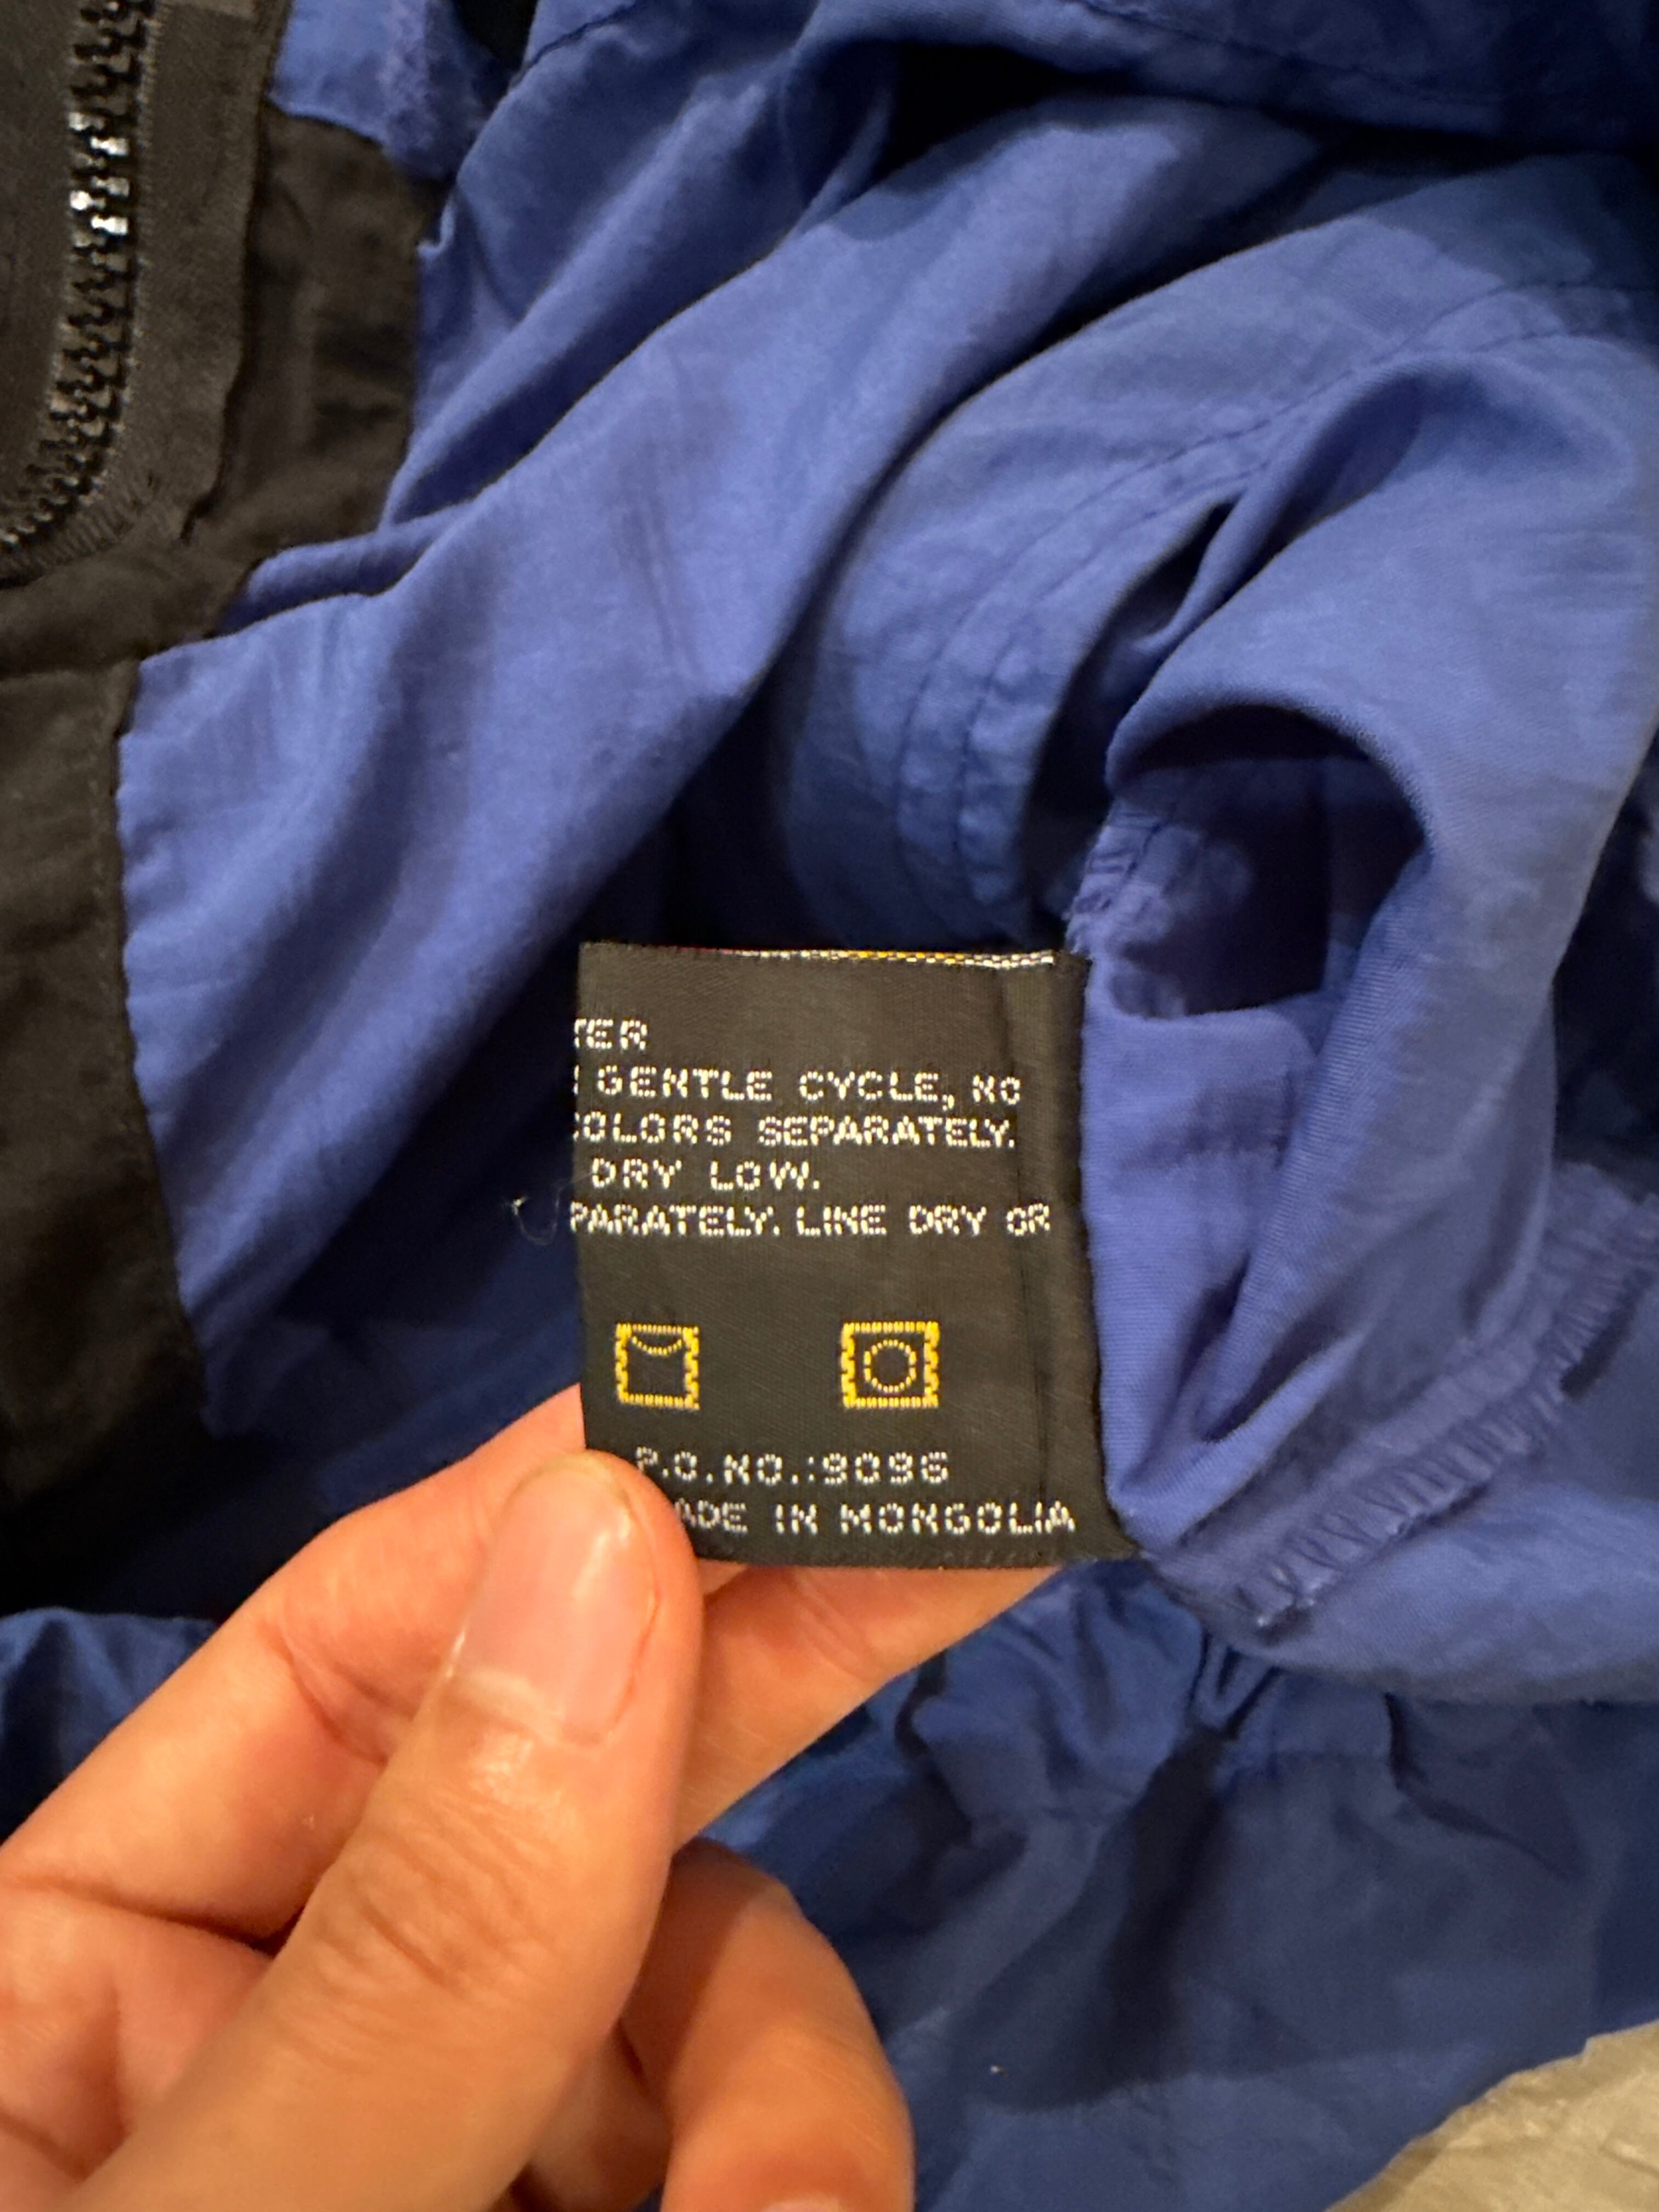 TER
GENTLE CYCLE, NO
COLORS SEPARATELY.
DRY LOW.
PARATELY. LINE DRY OR
P.O.NO.:9096
ADE IN MONGOLIA